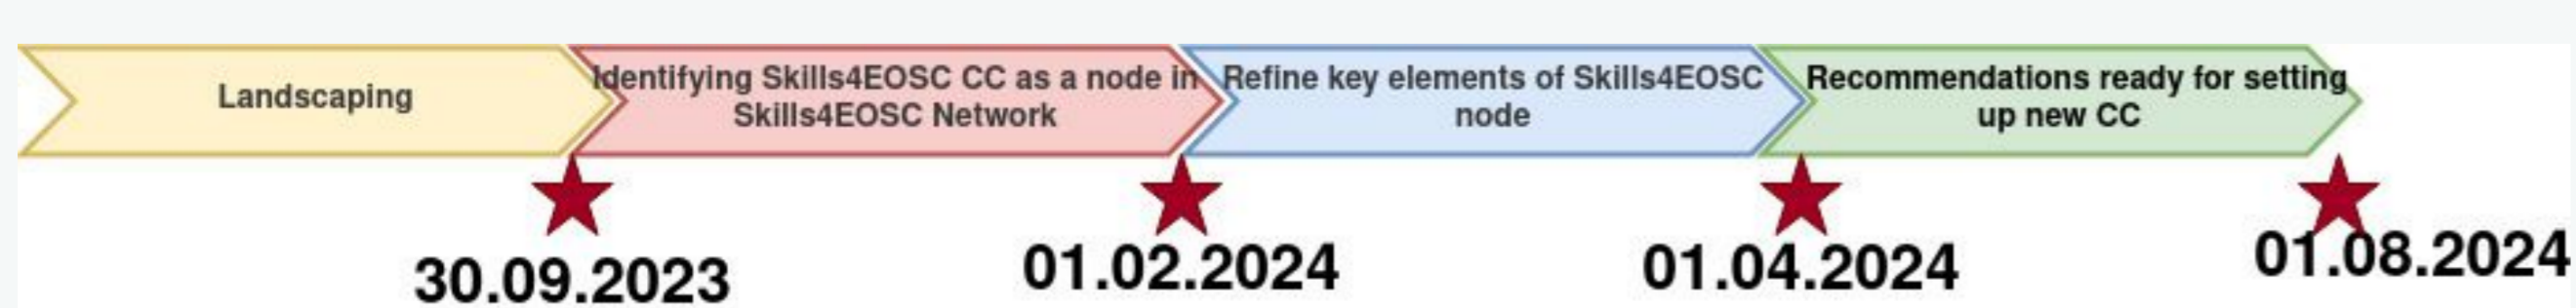 Landscaping
Identifying Skills4EOSC CC as a node in
Skills4EOSC Network
Refine key elements of Skills4EOSC
node
Recommendations ready for setting
up new CC
30.09.2023
01.02.2024
01.04.2024
01.08.2024